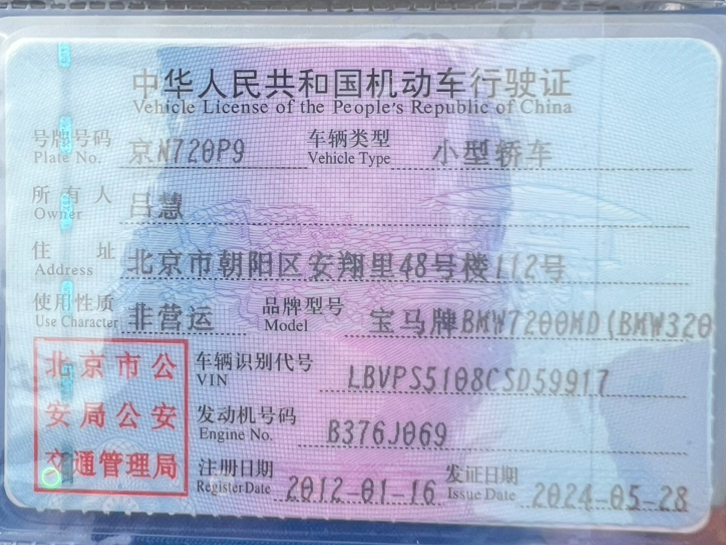 中华人民共和国机动车行驶证
Vehicle License of the People's Republic of China
号牌号码 京N720P9 车辆类型 小型轿车
Plate No. Vehicle Type
所有人 吕慧
Owner
住址 北京市朝阳区安翔里48号楼112号
Address
使用性质 非营运 品牌型号 宝马牌BMW7200MD(BMW320
Use Character Model
北京市公
安局公安
交通管理局
车辆识别代号 LBVPS5108CSD59917
VIN
发动机号码 B376J069
Engine No.
注册日期 2012-01-16 发证日期 2024-05-28
Register Date Issue Date